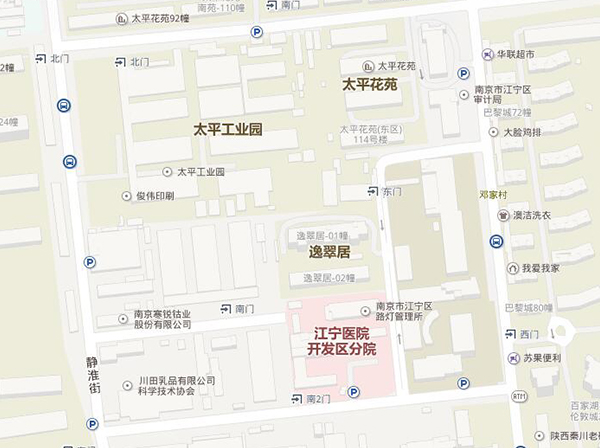 南苑-110幢
南门
太平花苑92幢
北门
北门
华联超市
太平花苑
太平花苑
南京市江宁区
审计局
巴黎城72幢
24幢
太平工业园
太平花苑(东区)
114号楼
大脸鸡排
太平工业园
俊伟印刷
东门
邓家村
澳洁洗衣
逸翠居-01幢
逸翠居
我爱我家
逸翠居-02幢
南京寒锐钴业
股份有限公司
南门
南京市江宁区
路灯管理所
巴黎城80幢
江宁医院
开发区分院
西门
静淮街
苏果便利
川田乳品有限公司
科学技术协会
南2门
ATM
百家湖
伦敦城
陕西秦川老